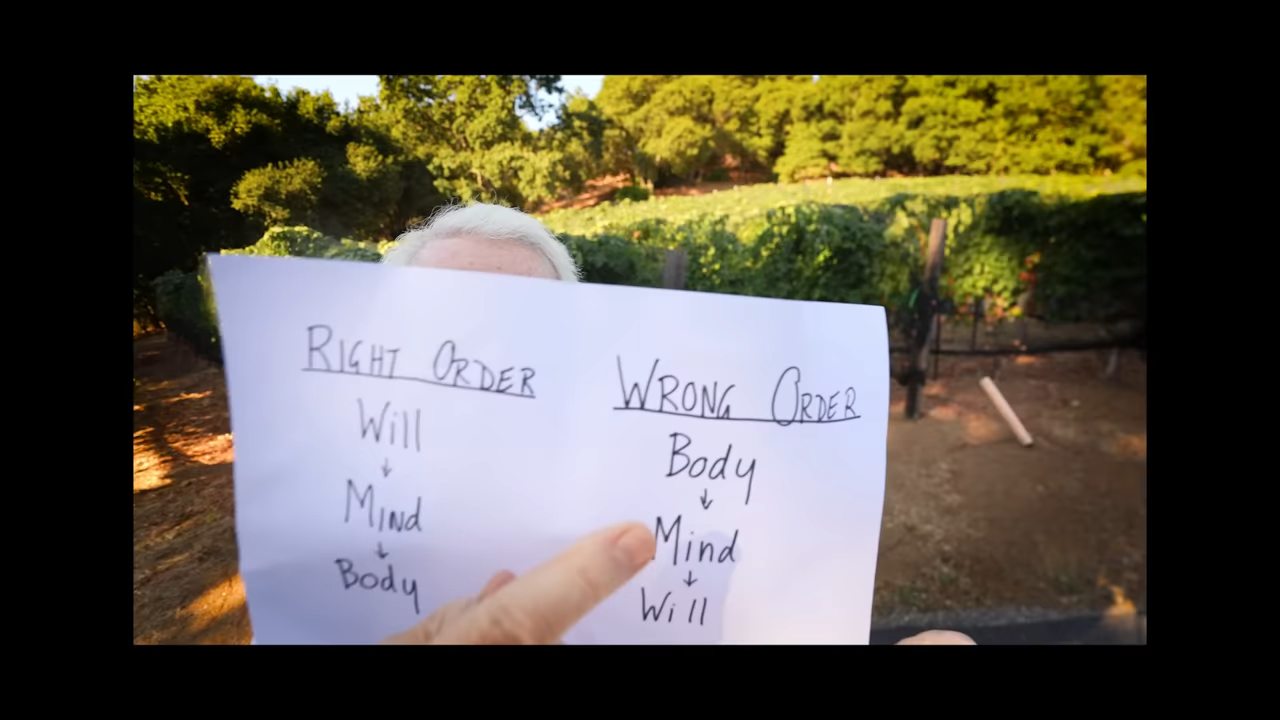 RIGHT ORDER
Will
↓
MIND
↓
Body
WRONG ORDER
Body
↓
Mind
↓
Will